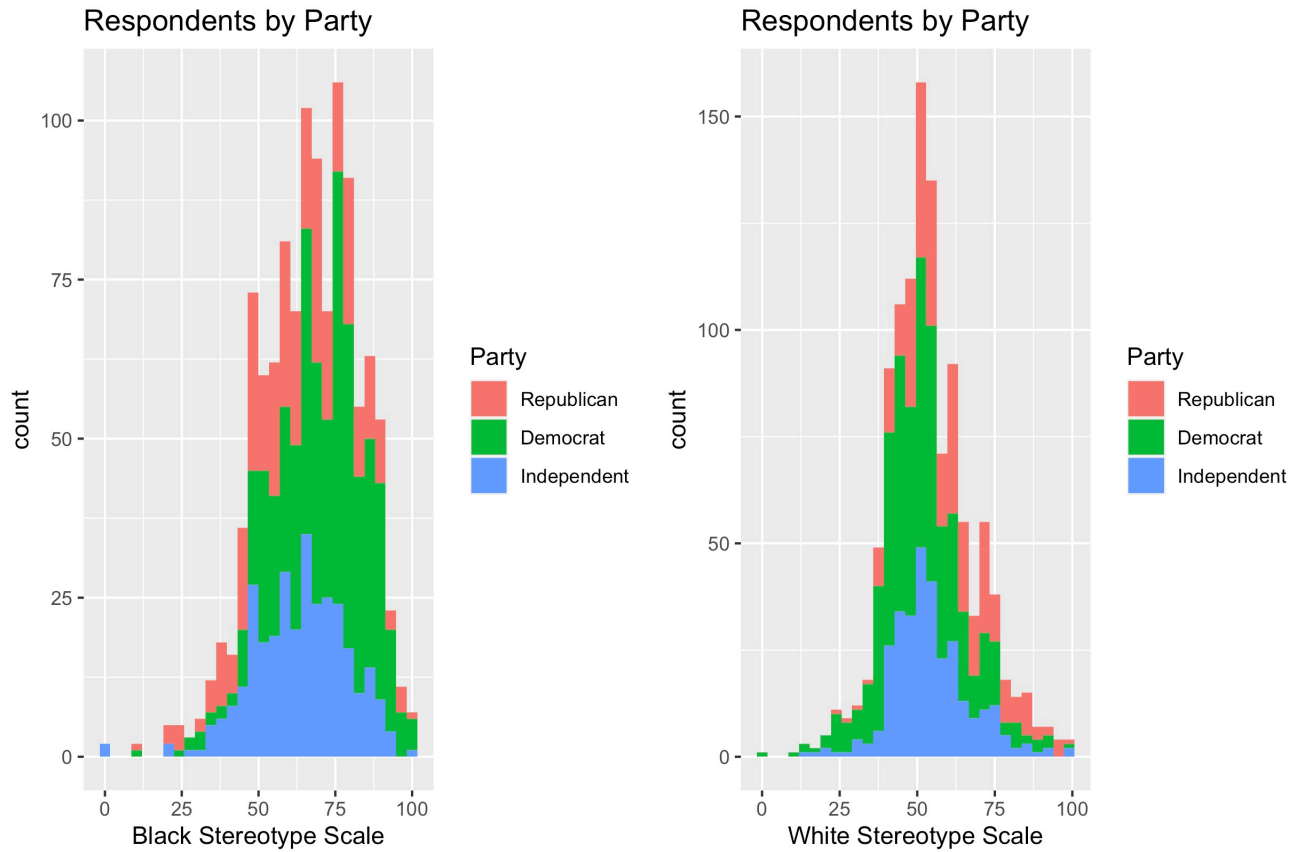 Respondents by Party
100
75
50
25
0
count
0 25 50 75 100
Black Stereotype Scale
Party
Republican
Democrat
Independent
Respondents by Party
150
100
50
0
count
0 25 50 75 100
White Stereotype Scale
Party
Republican
Democrat
Independent